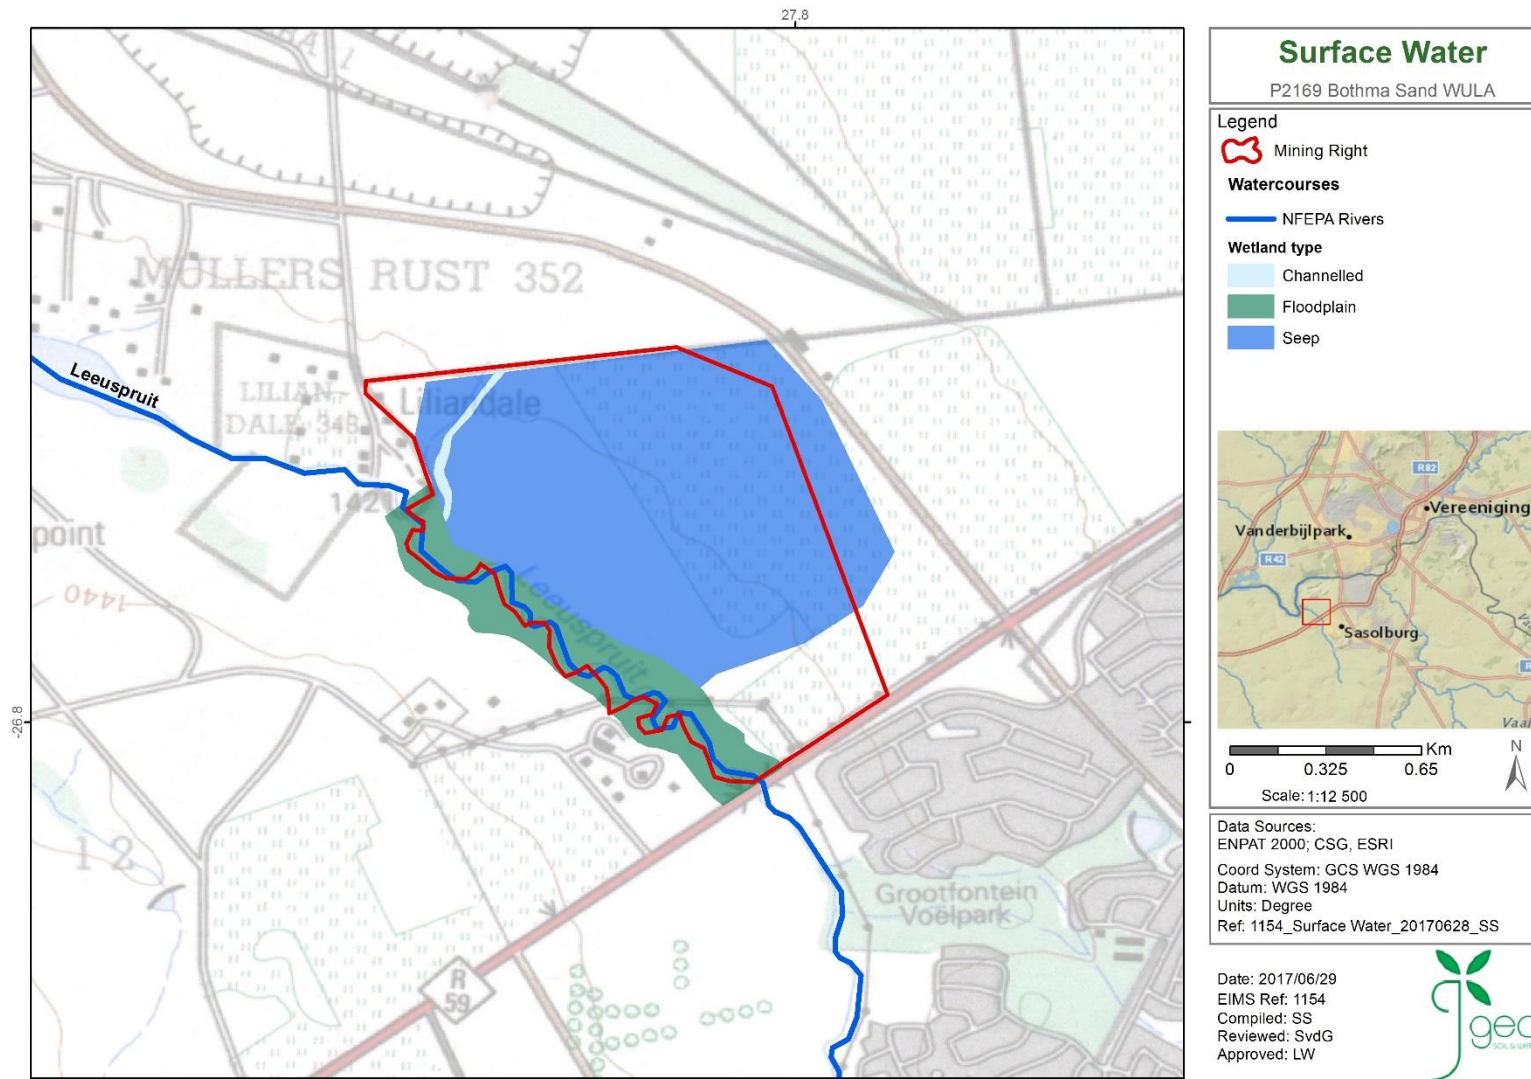 27.8
-26.8
MÜLLERS RUST 352
Leeuspruit
LILIAN-
DALE 348
Liliandale
142
point
1440
Leeuspruit
12
Grootfontein
Voëlpark
R
59
Surface Water
P2169 Bothma Sand WULA
Legend
Mining Right
Watercourses
NFEPA Rivers
Wetland type
Channelled
Floodplain
Seep
R82
Vereeniging
Vanderbijlpark
R42
Sasolburg
R
Vaal
Km
0 0.325 0.65
N
Scale: 1:12 500
Data Sources:
ENPAT 2000; CSG, ESRI
Coord System: GCS WGS 1984
Datum: WGS 1984
Units: Degree
Ref: 1154_Surface Water_20170628_SS
Date: 2017/06/29
EIMS Ref: 1154
Compiled: SS
Reviewed: SvdG
Approved: LW
geo